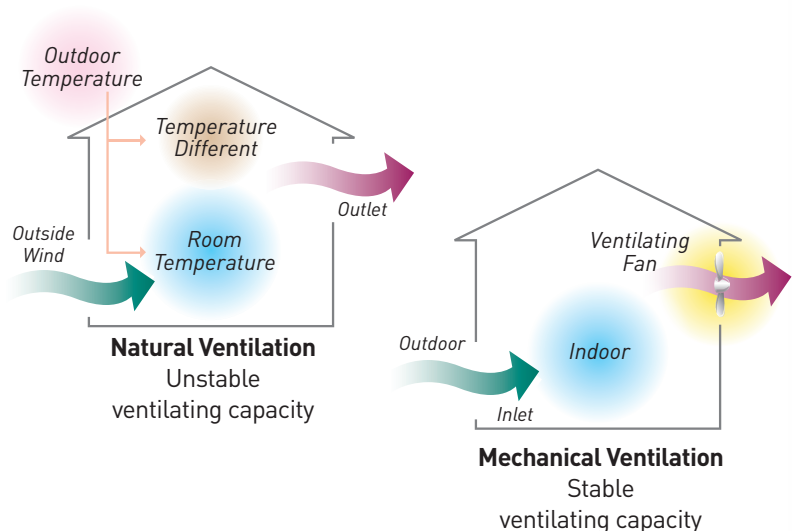 Outdoor
Temperature
Temperature
Different
Outlet
Outside
Wind
Room
Temperature
Natural Ventilation
Unstable
ventilating capacity
Ventilating
Fan
Outdoor
Indoor
Inlet
Mechanical Ventilation
Stable
ventilating capacity